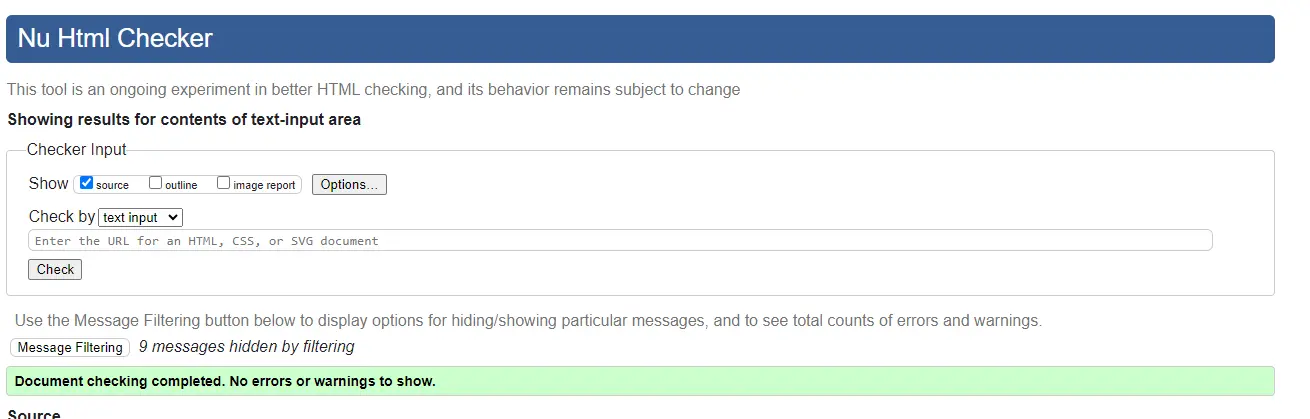 Nu Html Checker
This tool is an ongoing experiment in better HTML checking, and its behavior remains subject to change
Showing results for contents of text-input area
Checker Input
Show source outline image report Options...
Check by text input
Enter the URL for an HTML, CSS, or SVG document
Check
Use the Message Filtering button below to display options for hiding/showing particular messages, and to see total counts of errors and warnings.
Message Filtering 9 messages hidden by filtering
Document checking completed. No errors or warnings to show.
Source